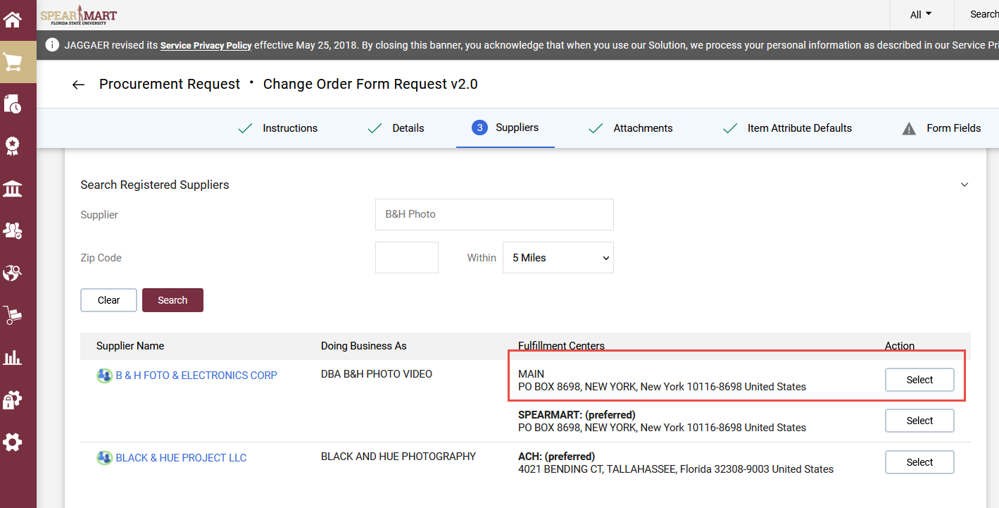 SPEAR MART
FLORIDA STATE UNIVERSITY
All
Search
JAGGAER revised its Service Privacy Policy effective May 25, 2018. By closing this banner, you acknowledge that when you use our Solution, we process your personal information as described in our Service Pri
Procurement Request • Change Order Form Request v2.0
Instructions
Details
3 Suppliers
Attachments
Item Attribute Defaults
Form Fields
Search Registered Suppliers
Supplier
B&H Photo
Zip Code
Within
5 Miles
Clear
Search
Supplier Name
Doing Business As
Fulfillment Centers
Action
B & H FOTO & ELECTRONICS CORP
DBA B&H PHOTO VIDEO
MAIN
PO BOX 8698, NEW YORK, New York 10116-8698 United States
Select
SPEARMART: (preferred)
PO BOX 8698, NEW YORK, New York 10116-8698 United States
Select
BLACK & HUE PROJECT LLC
BLACK AND HUE PHOTOGRAPHY
ACH: (preferred)
4021 BENDING CT, TALLAHASSEE, Florida 32308-9003 United States
Select